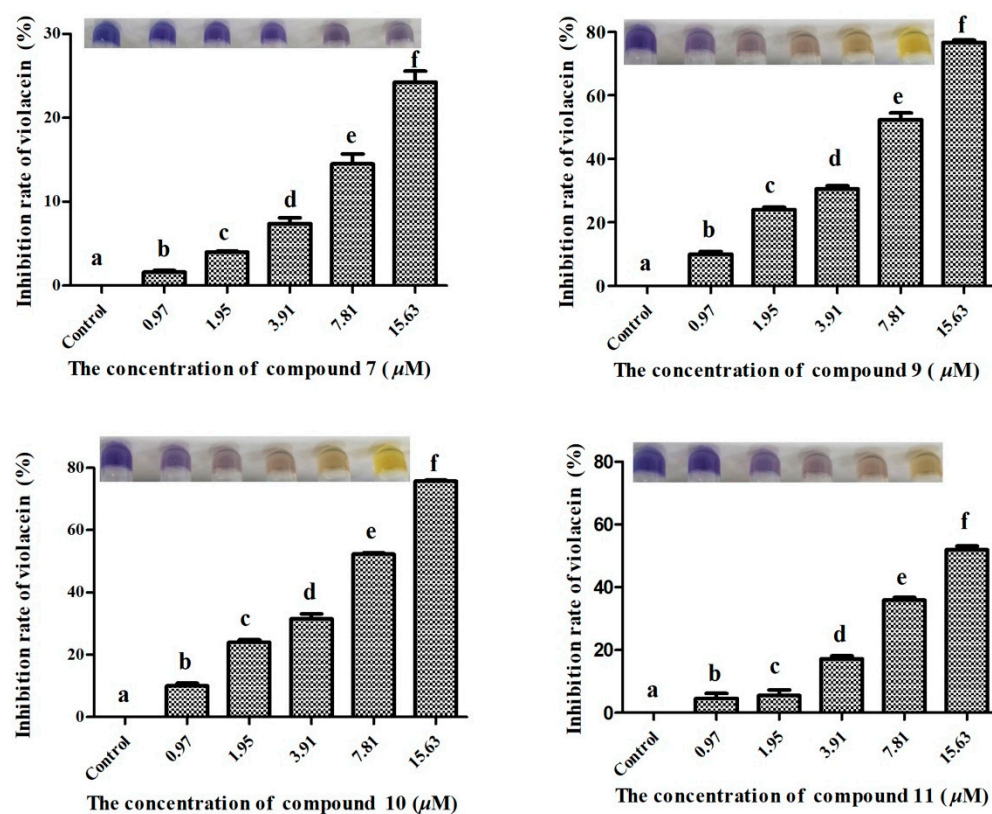 Inhibition rate of violacein (%)
30
20
10
0
a
b
c
d
e
f
Control
0.97
1.95
3.91
7.81
15.63
The concentration of compound 7 ( μM)
Inhibition rate of violacein (%)
80
60
40
20
0
a
b
c
d
e
f
Control
0.97
1.95
3.91
7.81
15.63
The concentration of compound 9 ( μM)
Inhibition rate of violacein (%)
80
60
40
20
0
a
b
c
d
e
f
Control
0.97
1.95
3.91
7.81
15.63
The concentration of compound 10 (μM)
Inhibition rate of violacein (%)
80
60
40
20
0
a
b
c
d
e
f
Control
0.97
1.95
3.91
7.81
15.63
The concentration of compound 11 (μM)